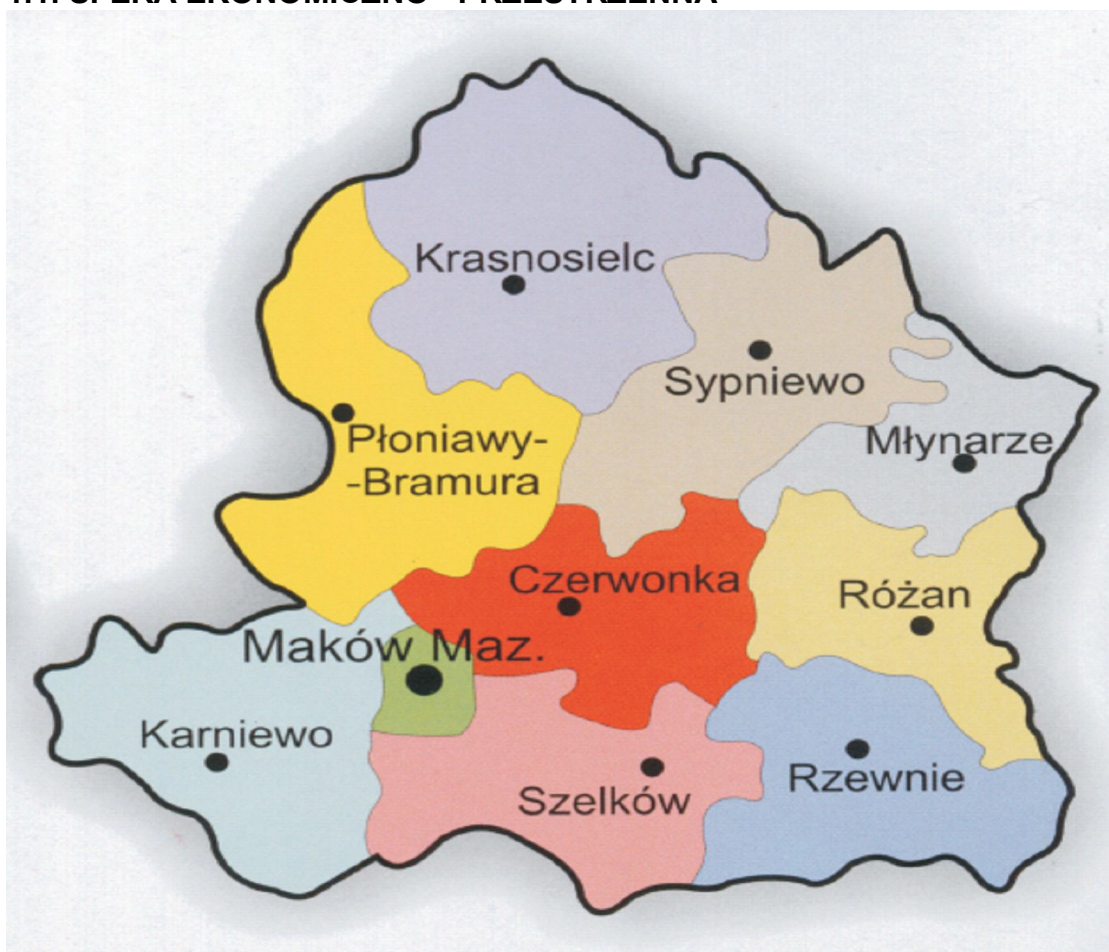 Krasnosielc
Sypniewo
Młynarze
Płoniawy-
-Bramura
Czerwonka
Różan
Maków Maz.
Karniewo
Rzewnie
Szelków